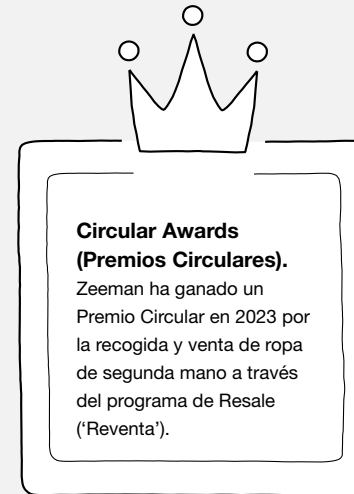 Circular Awards
(Premios Circulares).
Zeeman ha ganado un
Premio Circular en 2023 por
la recogida y venta de ropa
de segunda mano a través
del programa de Resale
(‘Reventa’).